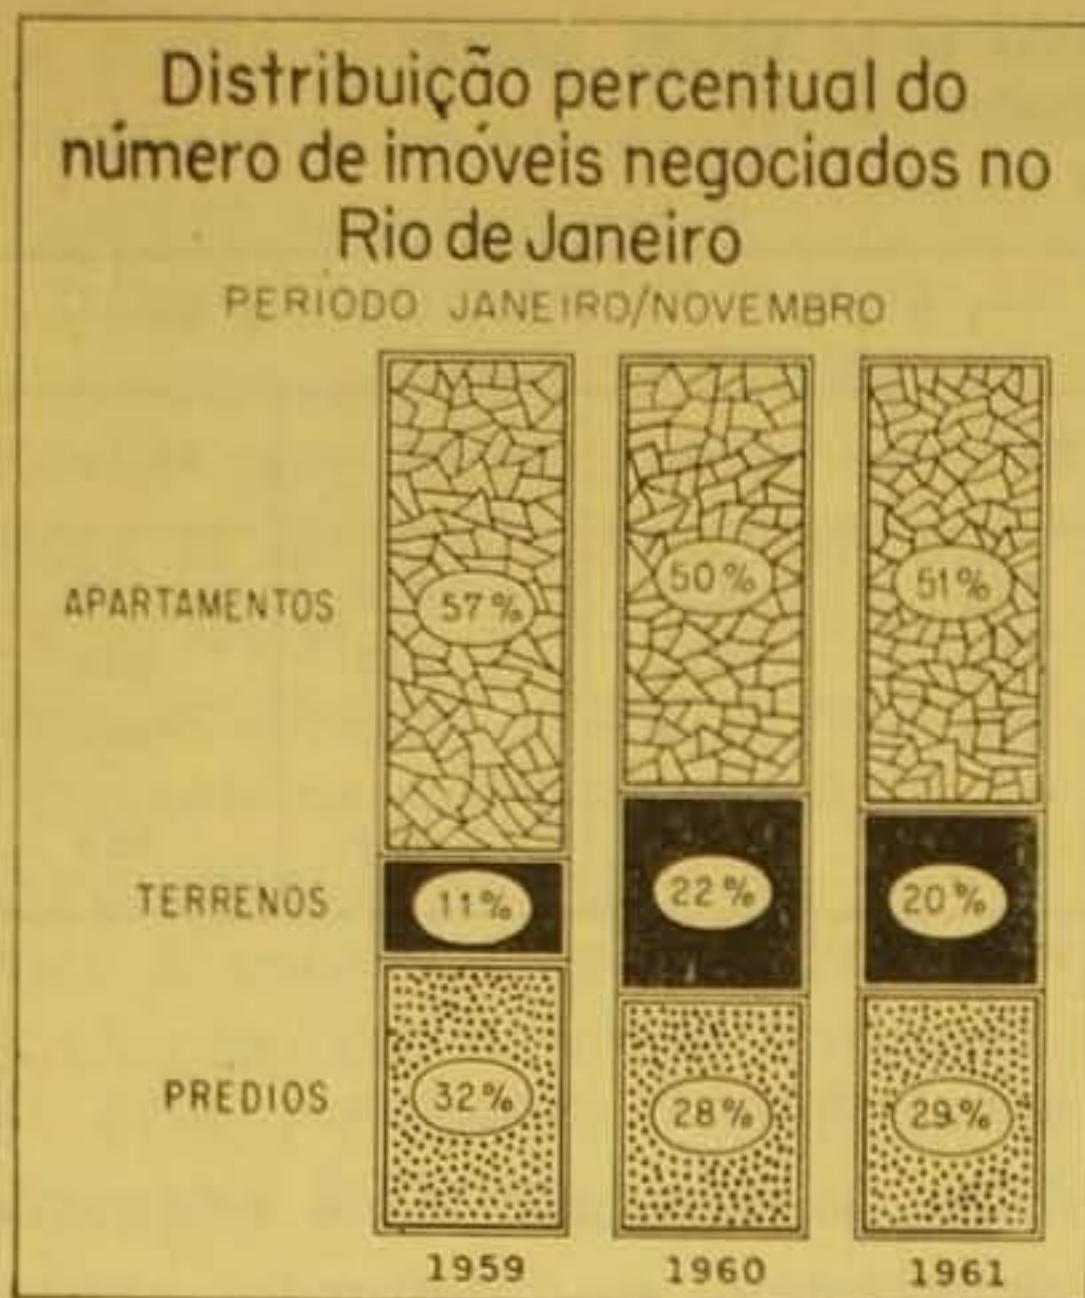 Distribuição percentual do
número de imóveis negociados no
Rio de Janeiro
PERIODO JANEIRO/NOVEMBRO
APARTAMENTOS 57% 50% 51%
TERRENOS 11% 22% 20%
PREDIOS 32% 28% 29%
1959 1960 1961